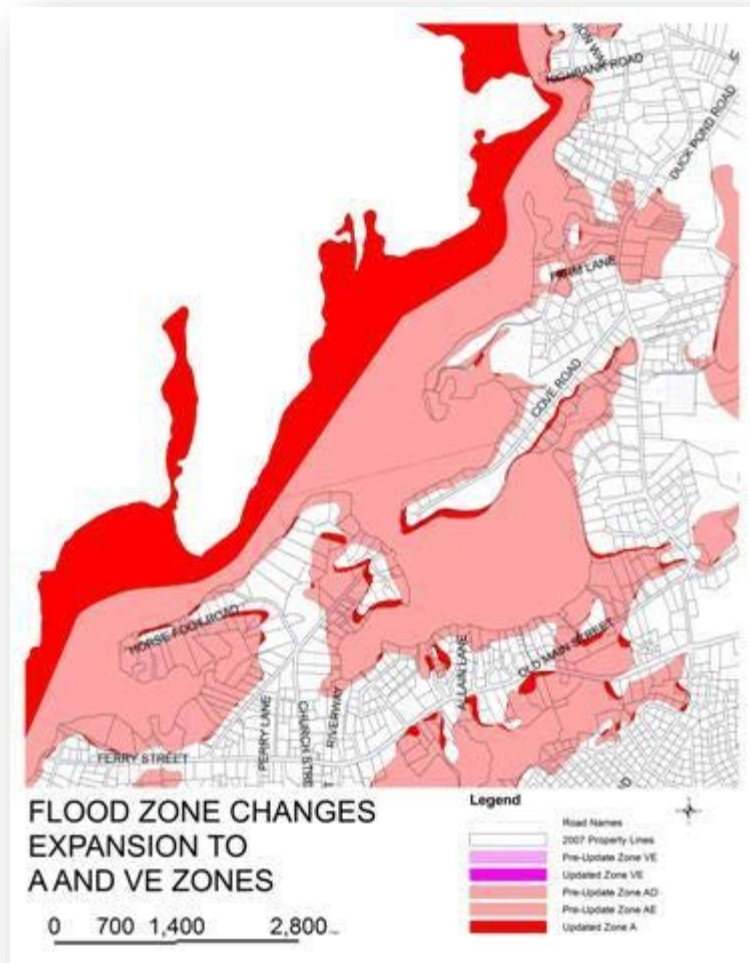 HIGHBANK ROAD
DUCK POND ROAD
FARM LANE
COVE ROAD
HORSE FOOT ROAD
OLD MAIN STREET
ALLAIN LANE
RIVERWAY
PERRY LANE
CHURCH STREET
FERRY STREET
FLOOD ZONE CHANGES
EXPANSION TO
A AND VE ZONES
0 700 1,400 2,800
Legend
Road Names
2007 Property Lines
Pre-Update Zone VE
Updated Zone VE
Pre-Update Zone AO
Pre-Update Zone AE
Updated Zone A